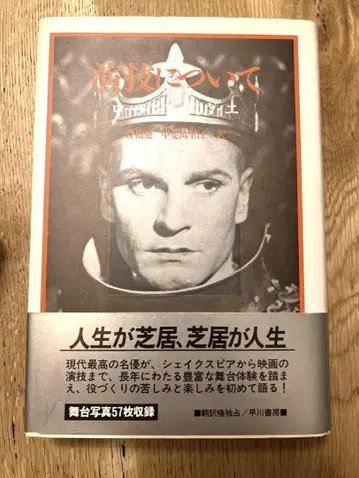 演技について
人生が芝居、芝居が人生
現代最高の名優が、シェイクスピアから映画の
演技まで、長年にわたる豊富な舞台体験を踏ま
え、役づくりの苦しみと楽しみを初めて語る!
舞台写真57枚収録
■翻訳権独占/早川書房■